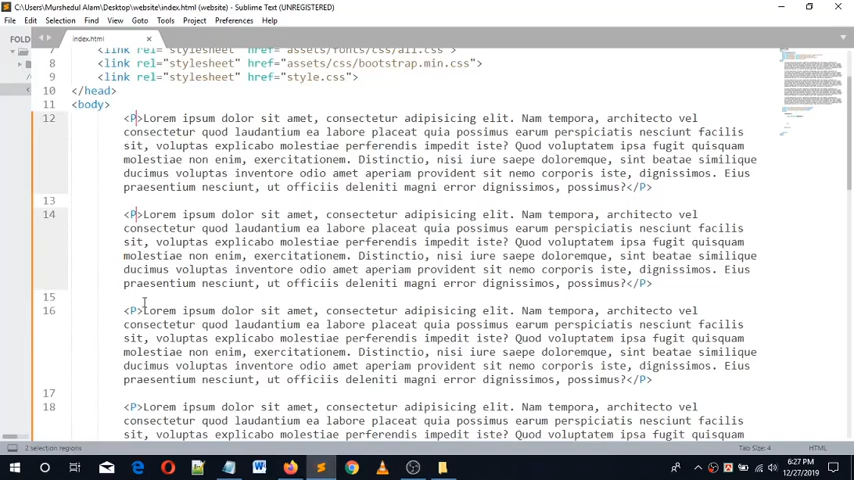 C:\Users\Murshedul Alam\Desktop\website\index.html (website) - Sublime Text (UNREGISTERED)
File Edit Selection Find View Goto Tools Project Preferences Help
FOLD
index.html
7 <link rel="stylesheet" href="assets/fonts/css/all.css">
8 <link rel="stylesheet" href="assets/css/bootstrap.min.css">
9 <link rel="stylesheet" href="style.css">
10 </head>
11 <body>
12 <P>Lorem ipsum dolor sit amet, consectetur adipisicing elit. Nam tempora, architecto vel
consectetur quod laudantium ea labore placeat quia possimus earum perspiciatis nesciunt facilis
sit, voluptas explicabo molestiae perferendis impedit iste? Quod voluptatem ipsa fugit quisquam
molestiae non enim, exercitationem. Distinctio, nisi iure saepe doloremque, sint beatae similique
ducimus voluptas inventore odio amet aperiam provident sit nemo corporis iste, dignissimos. Eius
praesentium nesciunt, ut officiis deleniti magni error dignissimos, possimus?</P>
13
14 <P>Lorem ipsum dolor sit amet, consectetur adipisicing elit. Nam tempora, architecto vel
consectetur quod laudantium ea labore placeat quia possimus earum perspiciatis nesciunt facilis
sit, voluptas explicabo molestiae perferendis impedit iste? Quod voluptatem ipsa fugit quisquam
molestiae non enim, exercitationem. Distinctio, nisi iure saepe doloremque, sint beatae similique
ducimus voluptas inventore odio amet aperiam provident sit nemo corporis iste, dignissimos. Eius
praesentium nesciunt, ut officiis deleniti magni error dignissimos, possimus?</P>
15
16 <P>Lorem ipsum dolor sit amet, consectetur adipisicing elit. Nam tempora, architecto vel
consectetur quod laudantium ea labore placeat quia possimus earum perspiciatis nesciunt facilis
sit, voluptas explicabo molestiae perferendis impedit iste? Quod voluptatem ipsa fugit quisquam
molestiae non enim, exercitationem. Distinctio, nisi iure saepe doloremque, sint beatae similique
ducimus voluptas inventore odio amet aperiam provident sit nemo corporis iste, dignissimos. Eius
praesentium nesciunt, ut officiis deleniti magni error dignissimos, possimus?</P>
17
18 <P>Lorem ipsum dolor sit amet, consectetur adipisicing elit. Nam tempora, architecto vel
consectetur quod laudantium ea labore placeat quia possimus earum perspiciatis nesciunt facilis
sit, voluptas explicabo molestiae perferendis impedit iste? Quod voluptatem ipsa fugit quisquam
2 selection regions Tab Size: 4 HTML
6:27 PM
12/27/2019